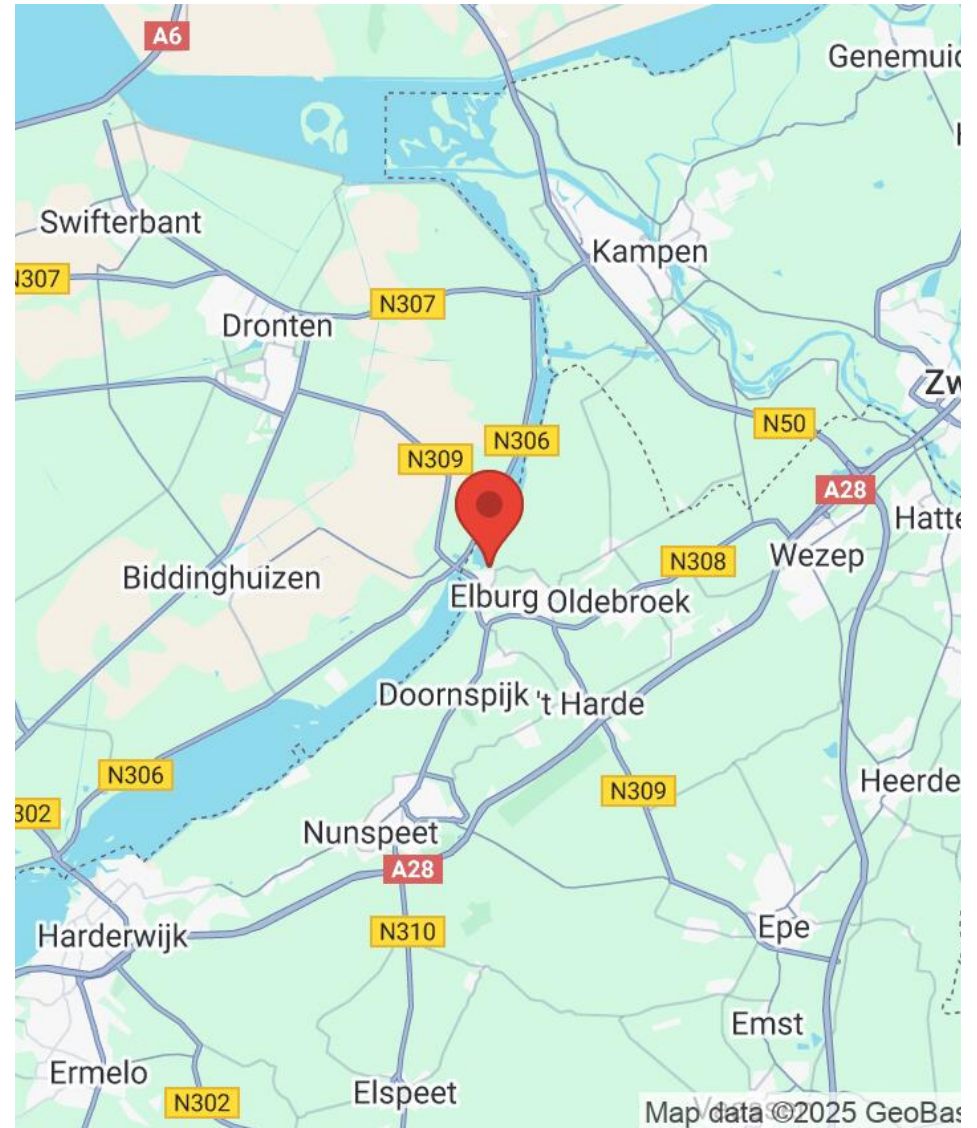 A6
Genemuid
Swifterbant
Kampen
N307
N307
Dronten
Zw
N50
N306
N309
A28
Hatte
N308
Wezep
Biddinghuizen
Elburg
Oldebroek
Doornspijk
't Harde
N306
N309
Heerde
302
Nunspeet
A28
Harderwijk
N310
Epe
Emst
Ermelo
Elspeet
N302
Map data ©2025 GeoBas